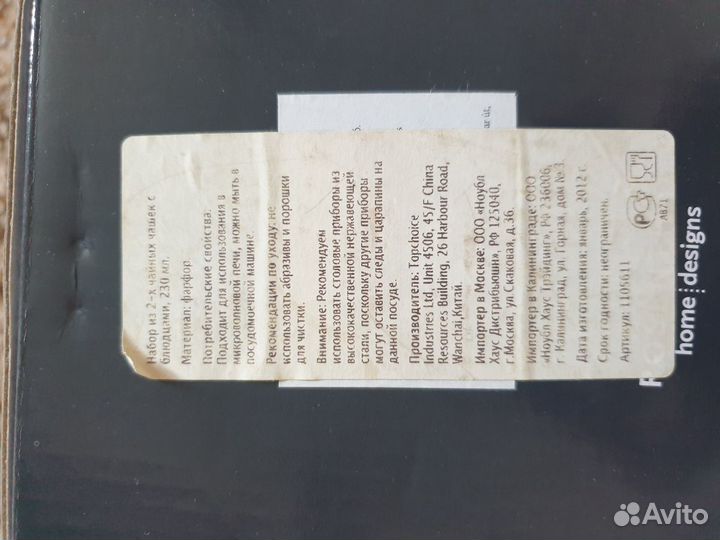 Набор из 2-х чайных чашек с
блюдцами, 230 мл.
Материал: фарфор.
Потребительские свойства:
Подходит для использования в
микроволновой печи, можно мыть в
посудомоечной машине.
Рекомендации по уходу: не
использовать абразивы и порошки
для чистки.
Внимание: Рекомендуем
использовать столовые приборы из
высококачественной нержавеющей
стали, поскольку другие приборы
могут оставить следы и царапины на
данной посуде.
Производитель: Topchoice
Industries Ltd, Unit 4506, 45/F China
Resources Building, 26 Harbour Road,
Wanchai,Китай.
Импортер в Москве: ООО «Ноубл
Хаус Дистрибьюшн», РФ 125040,
г.Москва, ул.Скаковая, д.36.
Импортер в Калининграде: ООО
«Ноубл Хаус Трэйдинг», РФ 236006,
г. Калининград, ул. Горная, дом №3.
Дата изготовления: январь, 2012 г.
Срок годности: неограничен.
Артикул: 1105611
АВ71
home designs
Avito